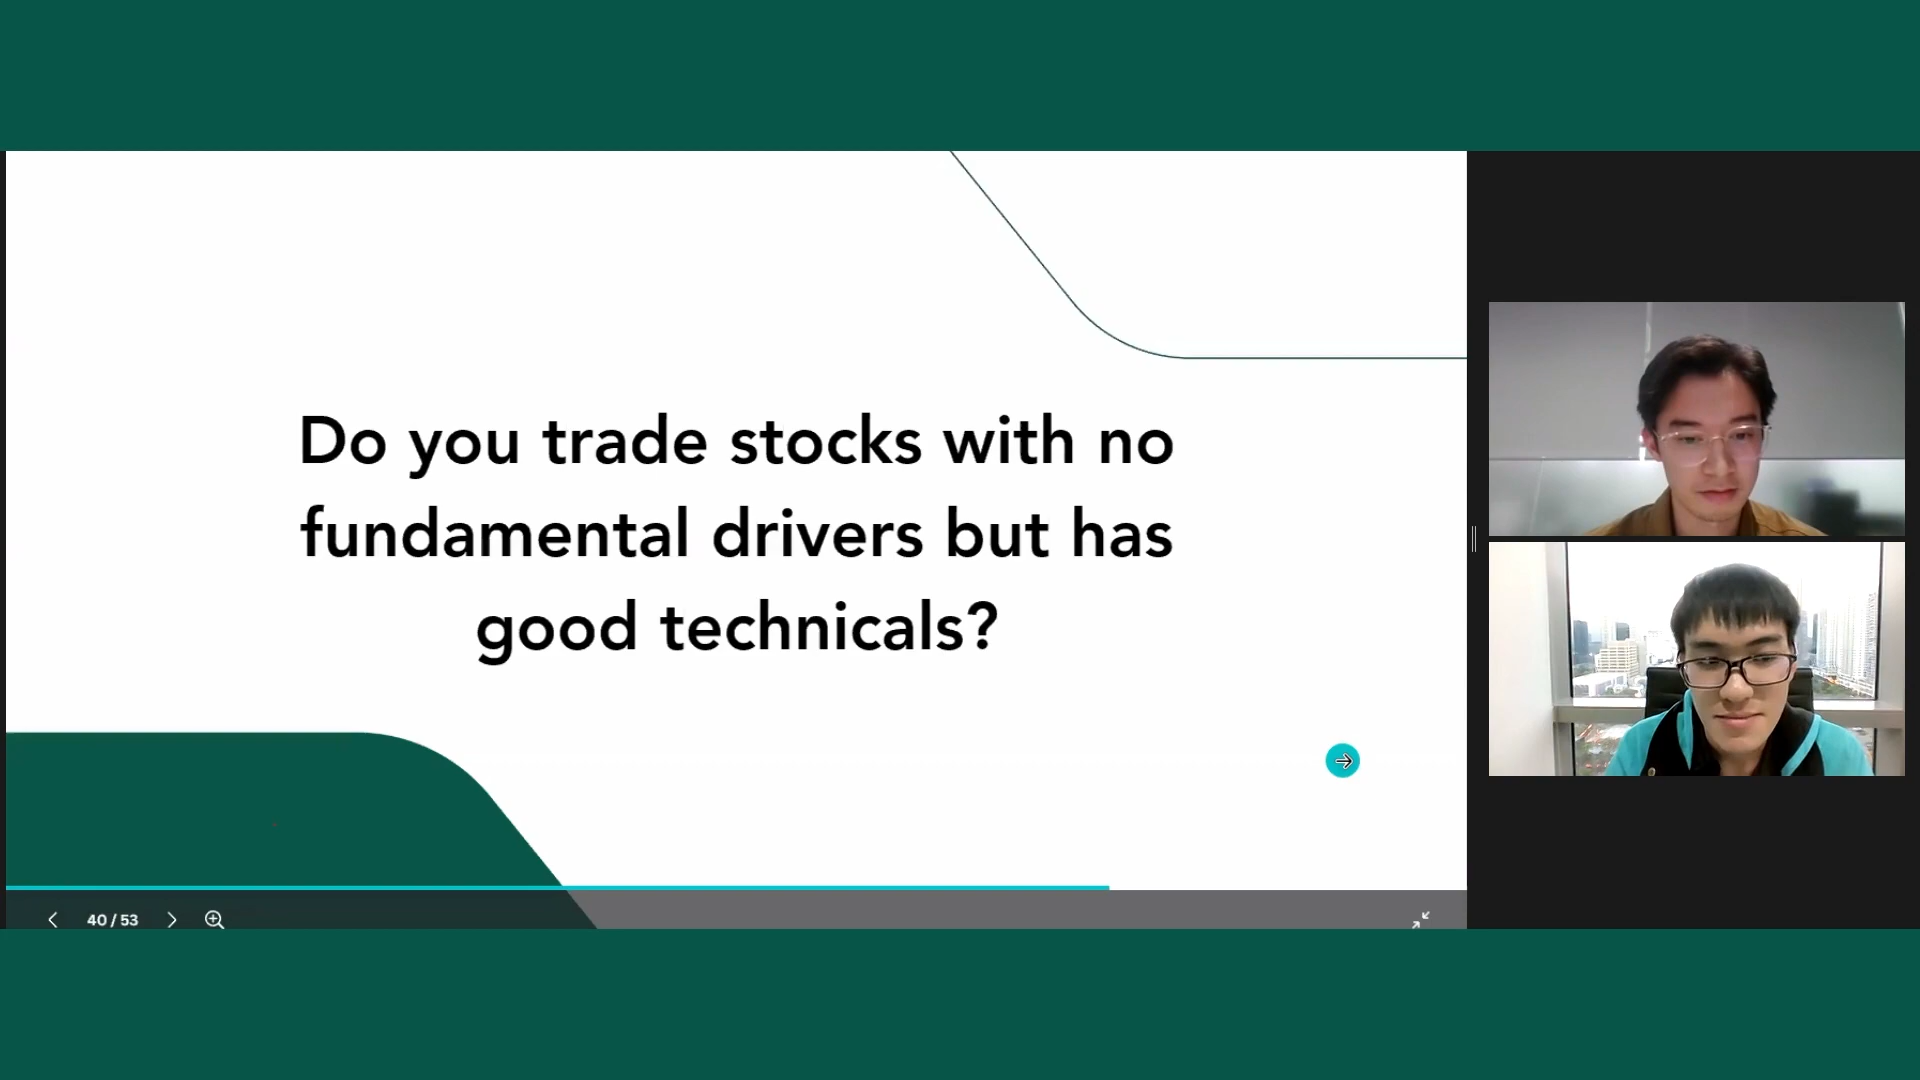 Do you trade stocks with no
fundamental drivers but has
good technicals?
40 / 53